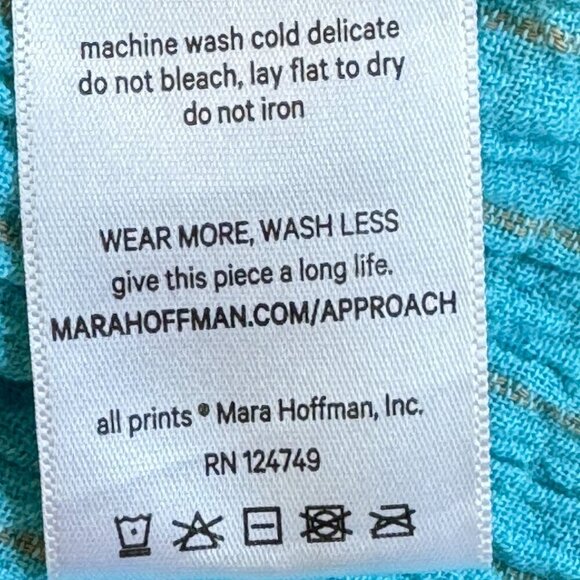 machine wash cold delicate
do not bleach, lay flat to dry
do not iron
WEAR MORE, WASH LESS
give this piece a long life.
MARAHOFFMAN.COM/APPROACH
all prints ® Mara Hoffman, Inc.
RN 124749